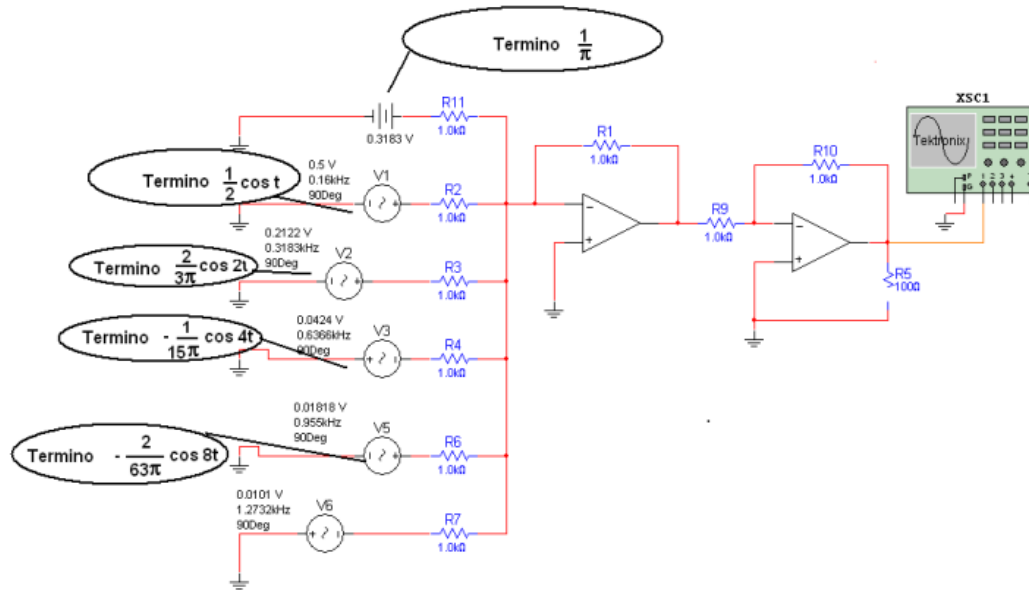 Termino 1/π
XSC1
Tektronix
P
G
1 2 3 4
R11
1.0kΩ
0.3183 V
R1
1.0kΩ
R10
1.0kΩ
Termino 1/2 cos t
0.5 V
0.16kHz
90Deg
V1
R2
1.0kΩ
R9
1.0kΩ
Termino 2/3π cos 2t
0.2122 V
0.3183kHz
90Deg
V2
R3
1.0kΩ
R5
100Ω
Termino - 1/15π cos 4t
0.0424 V
0.6366kHz
90Deg
V3
R4
1.0kΩ
Termino - 2/63π cos 8t
0.01818 V
0.955kHz
90Deg
V5
R6
1.0kΩ
0.0101 V
1.2732kHz
90Deg
V6
R7
1.0kΩ